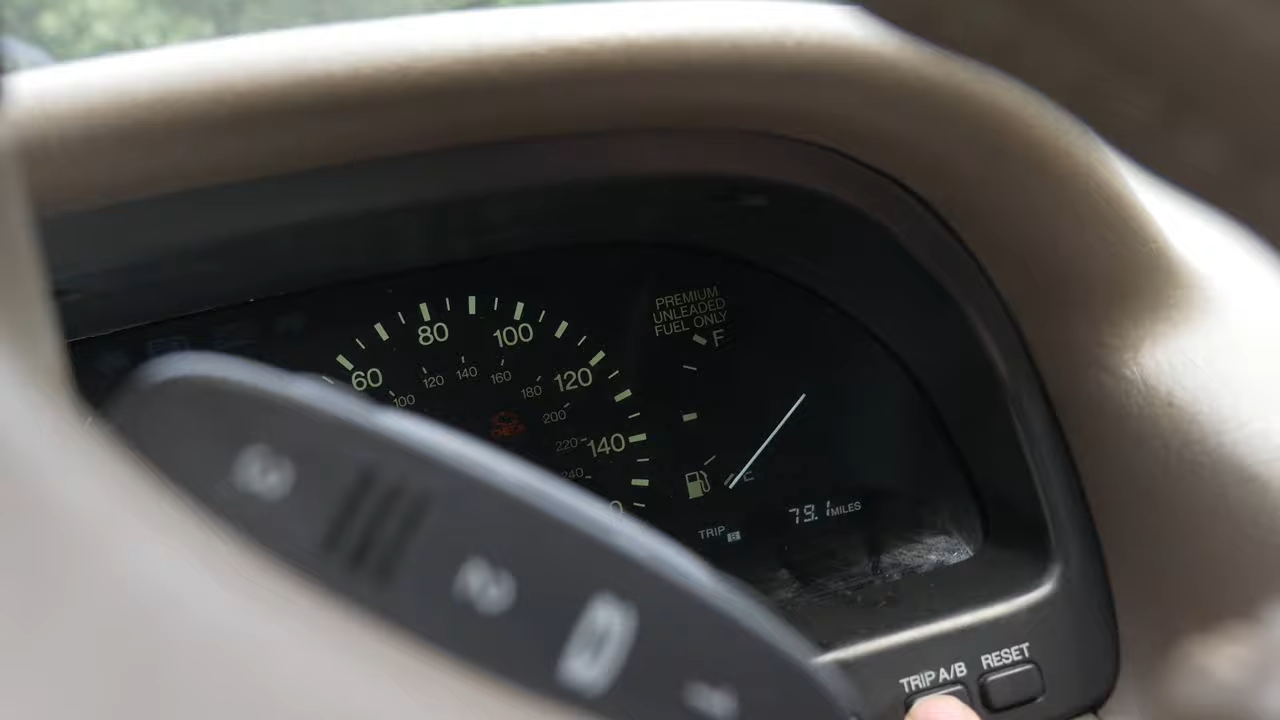 PREMIUM
UNLEADED
FUEL ONLY
F
80
100
60
120
140
100
120
140
160
180
200
220
240
E
TRIP B
79.1 MILES
TRIP A/B
RESET